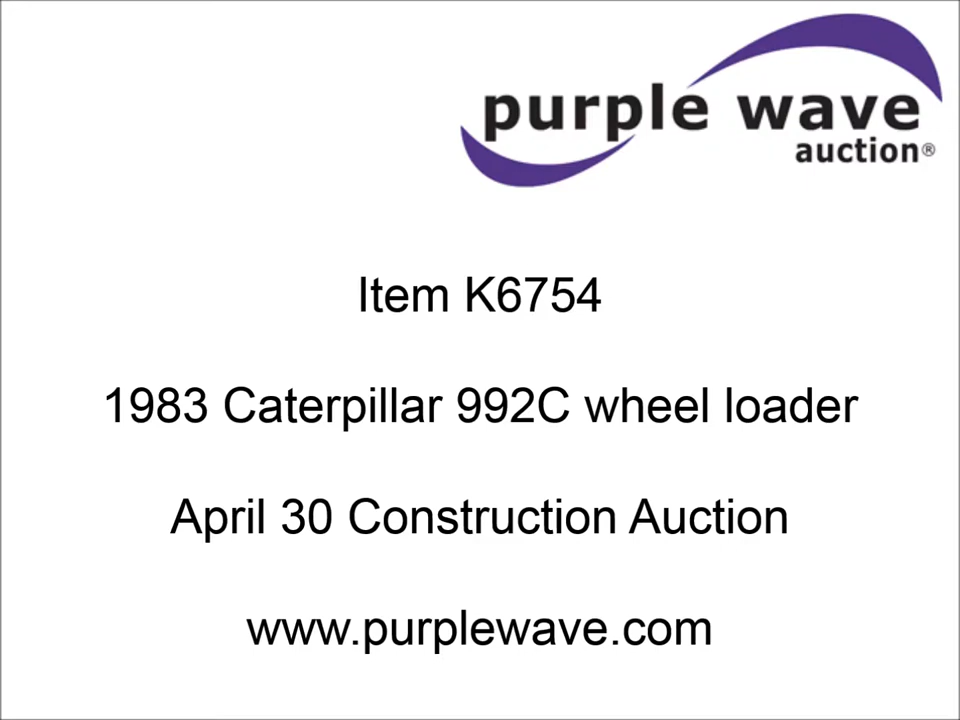 purple wave
auction®
Item K6754
1983 Caterpillar 992C wheel loader
April 30 Construction Auction
www.purplewave.com